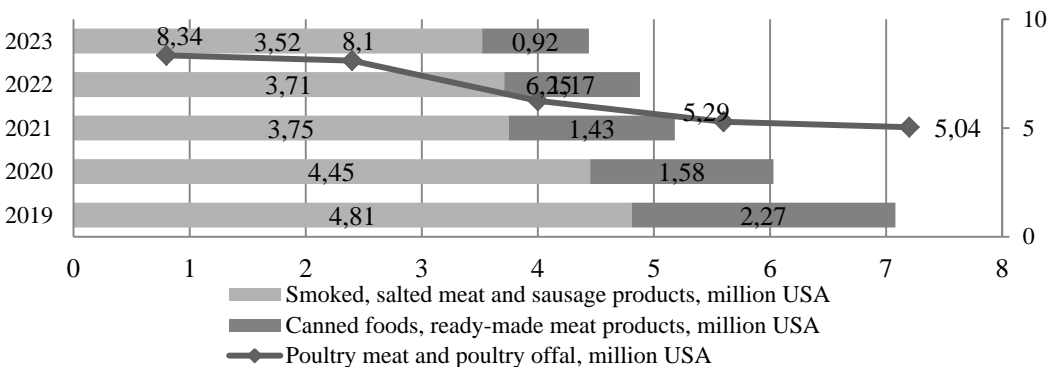 10
2023 8,34 3,52 8,1 0,92
2022 3,71 6,25 1,17
2021 3,75 1,43 5,29 5,04 5
2020 4,45 1,58
2019 4,81 2,27
0
0 1 2 3 4 5 6 7 8
Smoked, salted meat and sausage products, million USA
Canned foods, ready-made meat products, million USA
Poultry meat and poultry offal, million USA